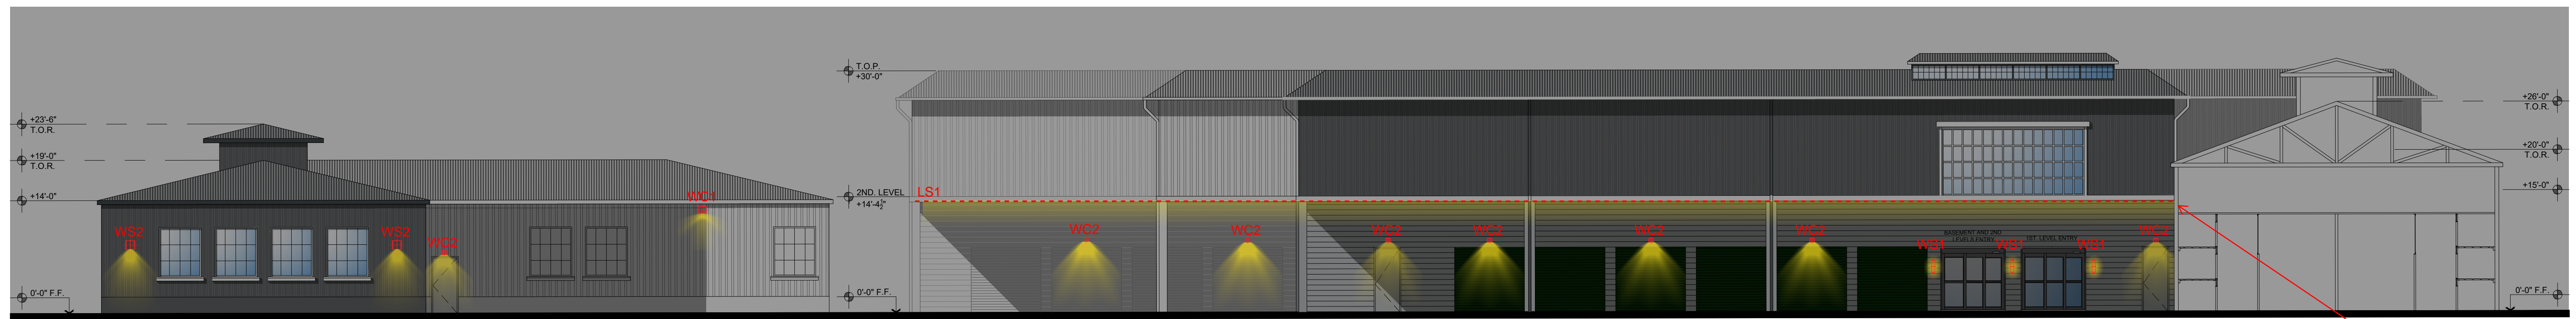 +23'-6"
T.O.R.
+19'-0"
T.O.R.
+14'-0"
0'-0" F.F.
WS2
WS2
WC2
WC1
T.O.P.
+30'-0"
2ND. LEVEL
+14'-4½"
0'-0" F.F.
LS1
WC2
WC2
WC2
WC2
WC2
WC2
WS1
BASEMENT AND 2ND
LEVELS ENTRY
WS1
1ST. LEVEL ENTRY
WS1
WC2
+26'-0"
T.O.R.
+20'-0"
T.O.R.
+15'-0"
0'-0" F.F.